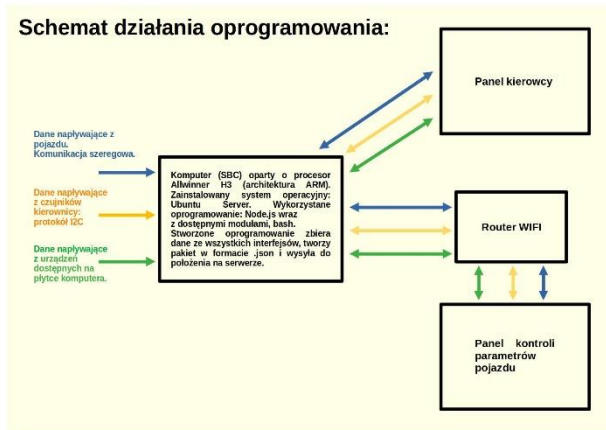 Schemat działania oprogramowania:
Panel kierowcy
Dane napływające z
pojazdu.
Komunikacja szeregowa.
Dane napływające
z czujników
kierownicy:
protokół I2C
Dane napływające
z urządzeń
dostępnych na
płytce komputera.
Komputer (SBC) oparty o procesor
Allwinner H3 (architektura ARM).
Zainstalowany system operacyjny:
Ubuntu Server. Wykorzystane
oprogramowanie: Node.js wraz
z dostępnymi modułami, bash.
Stworzone oprogramowanie zbiera
dane ze wszystkich interfejsów, tworzy
pakiet w formacie .json i wysyła do
położenia na serwerze.
Router WIFI
Panel kontroli
parametrów
pojazdu